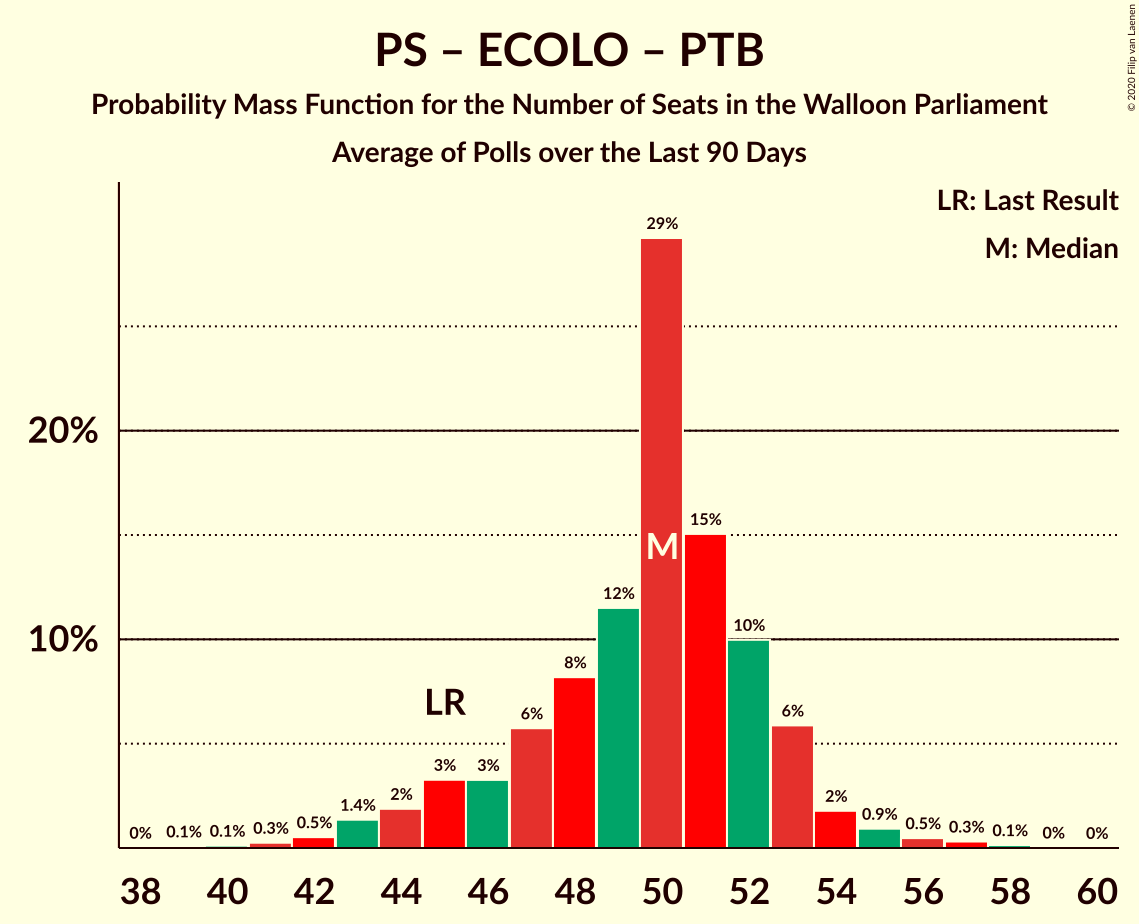 © 2020 Filip van Laenen
PS – ECOLO – PTB
Probability Mass Function for the Number of Seats in the Walloon Parliament
Average of Polls over the Last 90 Days
LR: Last Result
M: Median
20%
10%
0% 0.1% 0.1% 0.3% 0.5% 1.4% 2% 3% 3% 6% 8% 12% 29% 15% 10% 6% 2% 0.9% 0.5% 0.3% 0.1% 0% 0%
LR
M
38 40 42 44 46 48 50 52 54 56 58 60